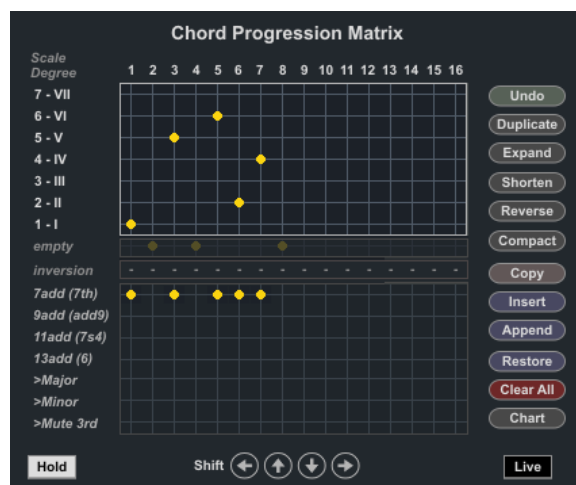 Chord Progression Matrix
Scale
Degree
1 2 3 4 5 6 7 8 9 10 11 12 13 14 15 16
7 - VII
6 - VI
5 - V
4 - IV
3 - III
2 - II
1 - I
empty
inversion - - - - - - - - - - - - - - - -
7add (7th)
9add (add9)
11add (7s4)
13add (6)
>Major
>Minor
>Mute 3rd
Undo
Duplicate
Expand
Shorten
Reverse
Compact
Copy
Insert
Append
Restore
Clear All
Chart
Hold
Shift
Live